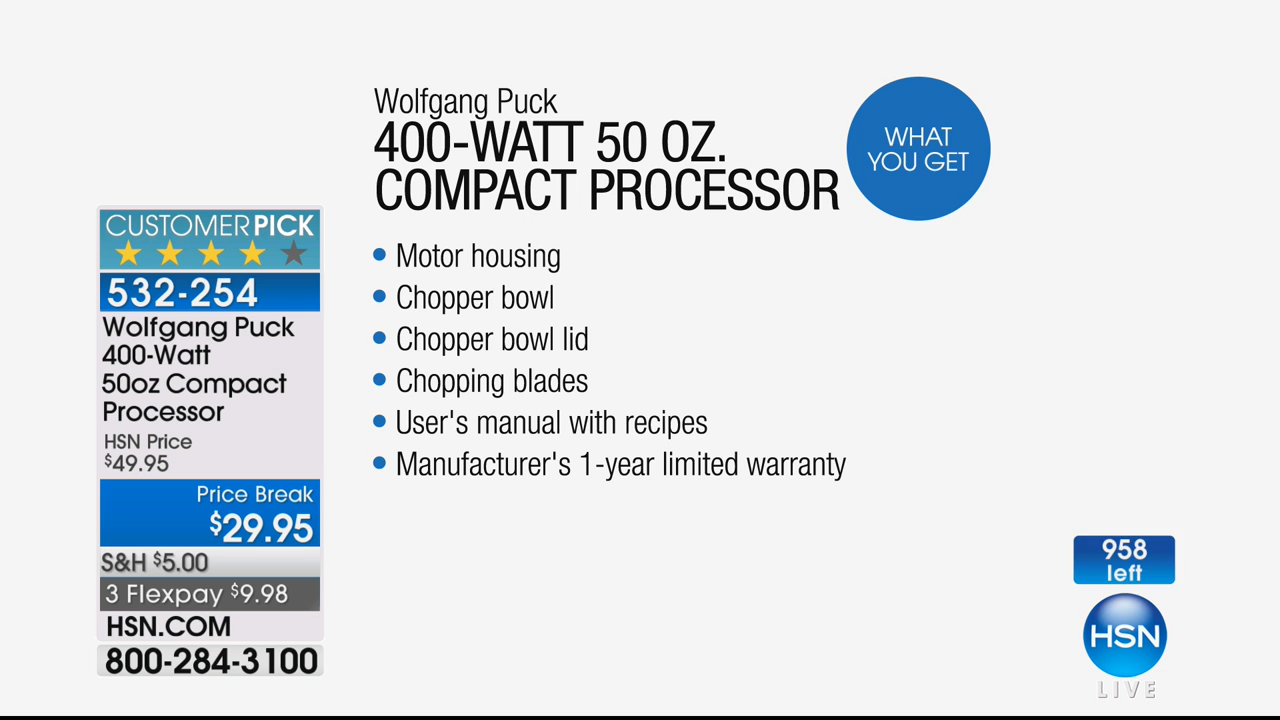 Wolfgang Puck
400-WATT 50 OZ.
COMPACT PROCESSOR
WHAT
YOU GET
• Motor housing
• Chopper bowl
• Chopper bowl lid
• Chopping blades
• User's manual with recipes
• Manufacturer's 1-year limited warranty
CUSTOMERPICK
532-254
Wolfgang Puck
400-Watt
50oz Compact
Processor
HSN Price
$49.95
Price Break
$29.95
S&H $5.00
3 Flexpay $9.98
HSN.COM
800-284-3100
958
left
HSN
LIVE